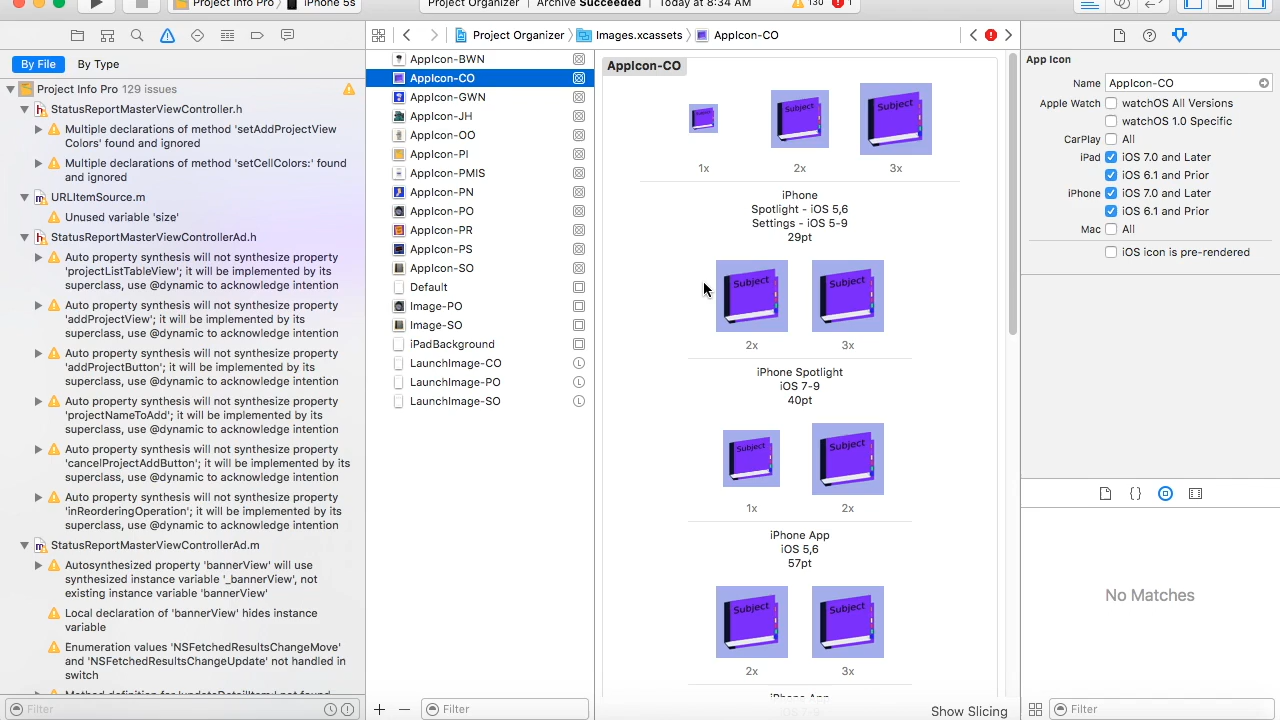 Project Info Pro iPhone 5s
Project Organizer | Archive Succeeded | Today at 8:34 AM 130 1
Project Organizer Images.xcassets AppIcon-CO
By File By Type
Project Info Pro 129 issues
StatusReportMasterViewController.h
Multiple declarations of method 'setAddProjectView
Color:' found and ignored
Multiple declarations of method 'setCellColors:' found
and ignored
URLItemSource.m
Unused variable 'size'
StatusReportMasterViewControllerAd.h
Auto property synthesis will not synthesize property
'projectListTableView'; it will be implemented by its
superclass, use @dynamic to acknowledge intention
Auto property synthesis will not synthesize property
'addProjectView'; it will be implemented by its
superclass, use @dynamic to acknowledge intention
Auto property synthesis will not synthesize property
'addProjectButton'; it will be implemented by its
superclass, use @dynamic to acknowledge intention
Auto property synthesis will not synthesize property
'projectNameToAdd'; it will be implemented by its
superclass, use @dynamic to acknowledge intention
Auto property synthesis will not synthesize property
'cancelProjectAddButton'; it will be implemented by its
superclass, use @dynamic to acknowledge intention
Auto property synthesis will not synthesize property
'inReorderingOperation'; it will be implemented by its
superclass, use @dynamic to acknowledge intention
StatusReportMasterViewControllerAd.m
Autosynthesized property 'bannerView' will use
synthesized instance variable '_bannerView', not
existing instance variable 'bannerView'
Local declaration of 'bannerView' hides instance
variable
Enumeration values 'NSFetchedResultsChangeMove'
and 'NSFetchedResultsChangeUpdate' not handled in
switch
Filter
AppIcon-BWN
AppIcon-CO
AppIcon-GWN
AppIcon-JH
AppIcon-OO
AppIcon-PI
AppIcon-PMIS
AppIcon-PN
AppIcon-PO
AppIcon-PR
AppIcon-PS
AppIcon-SO
Default
Image-PO
Image-SO
iPadBackground
LaunchImage-CO
LaunchImage-PO
LaunchImage-SO
Filter
AppIcon-CO
Subject Subject Subject
1x 2x 3x
iPhone
Spotlight - iOS 5,6
Settings - iOS 5-9
29pt
Subject Subject
2x 3x
iPhone Spotlight
iOS 7-9
40pt
Subject Subject
1x 2x
iPhone App
iOS 5,6
57pt
Subject Subject
2x 3x
iPhone App
Show Slicing
App Icon
Name AppIcon-CO
Apple Watch watchOS All Versions
watchOS 1.0 Specific
CarPlay All
iPad iOS 7.0 and Later
iOS 6.1 and Prior
iPhone iOS 7.0 and Later
iOS 6.1 and Prior
Mac All
iOS icon is pre-rendered
No Matches
Filter